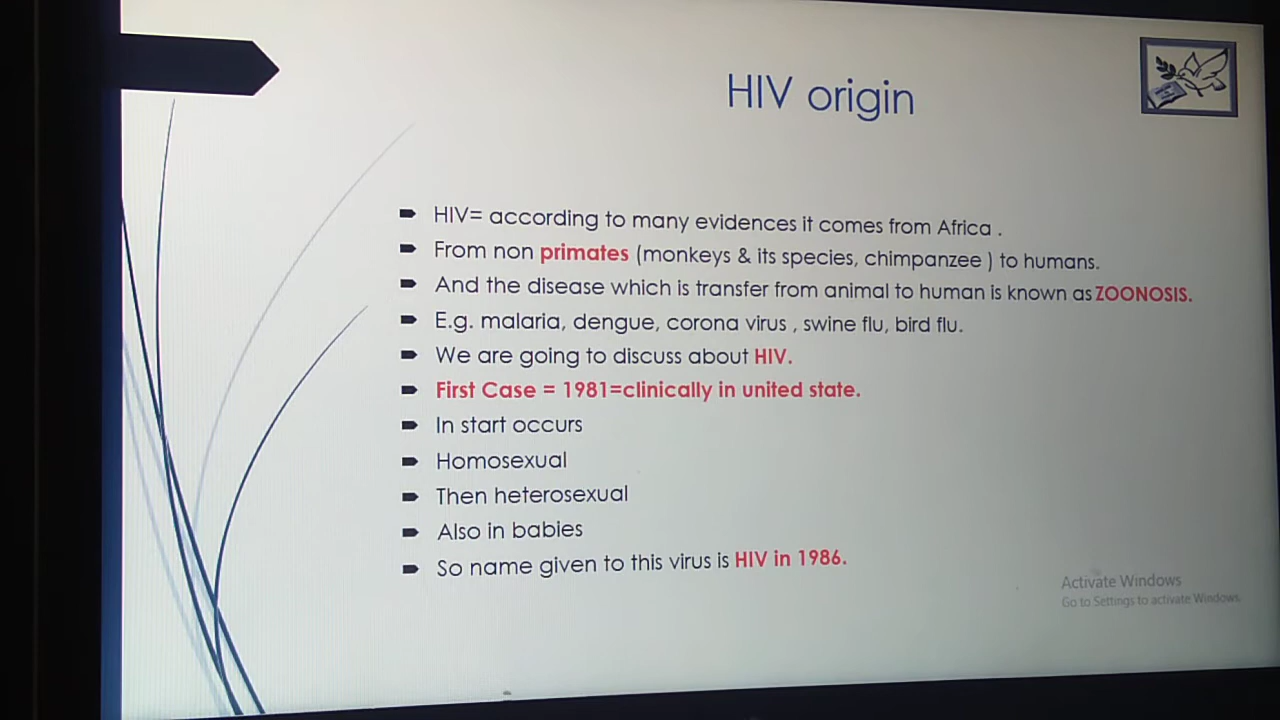 HIV origin
HIV= according to many evidences it comes from Africa .
From non primates (monkeys & its species, chimpanzee ) to humans.
And the disease which is transfer from animal to human is known as ZOONOSIS.
E.g. malaria, dengue, corona virus , swine flu, bird flu.
We are going to discuss about HIV.
First Case = 1981=clinically in united state.
In start occurs
Homosexual
Then heterosexual
Also in babies
So name given to this virus is HIV in 1986.
Activate Windows
Go to Settings to activate Windows.